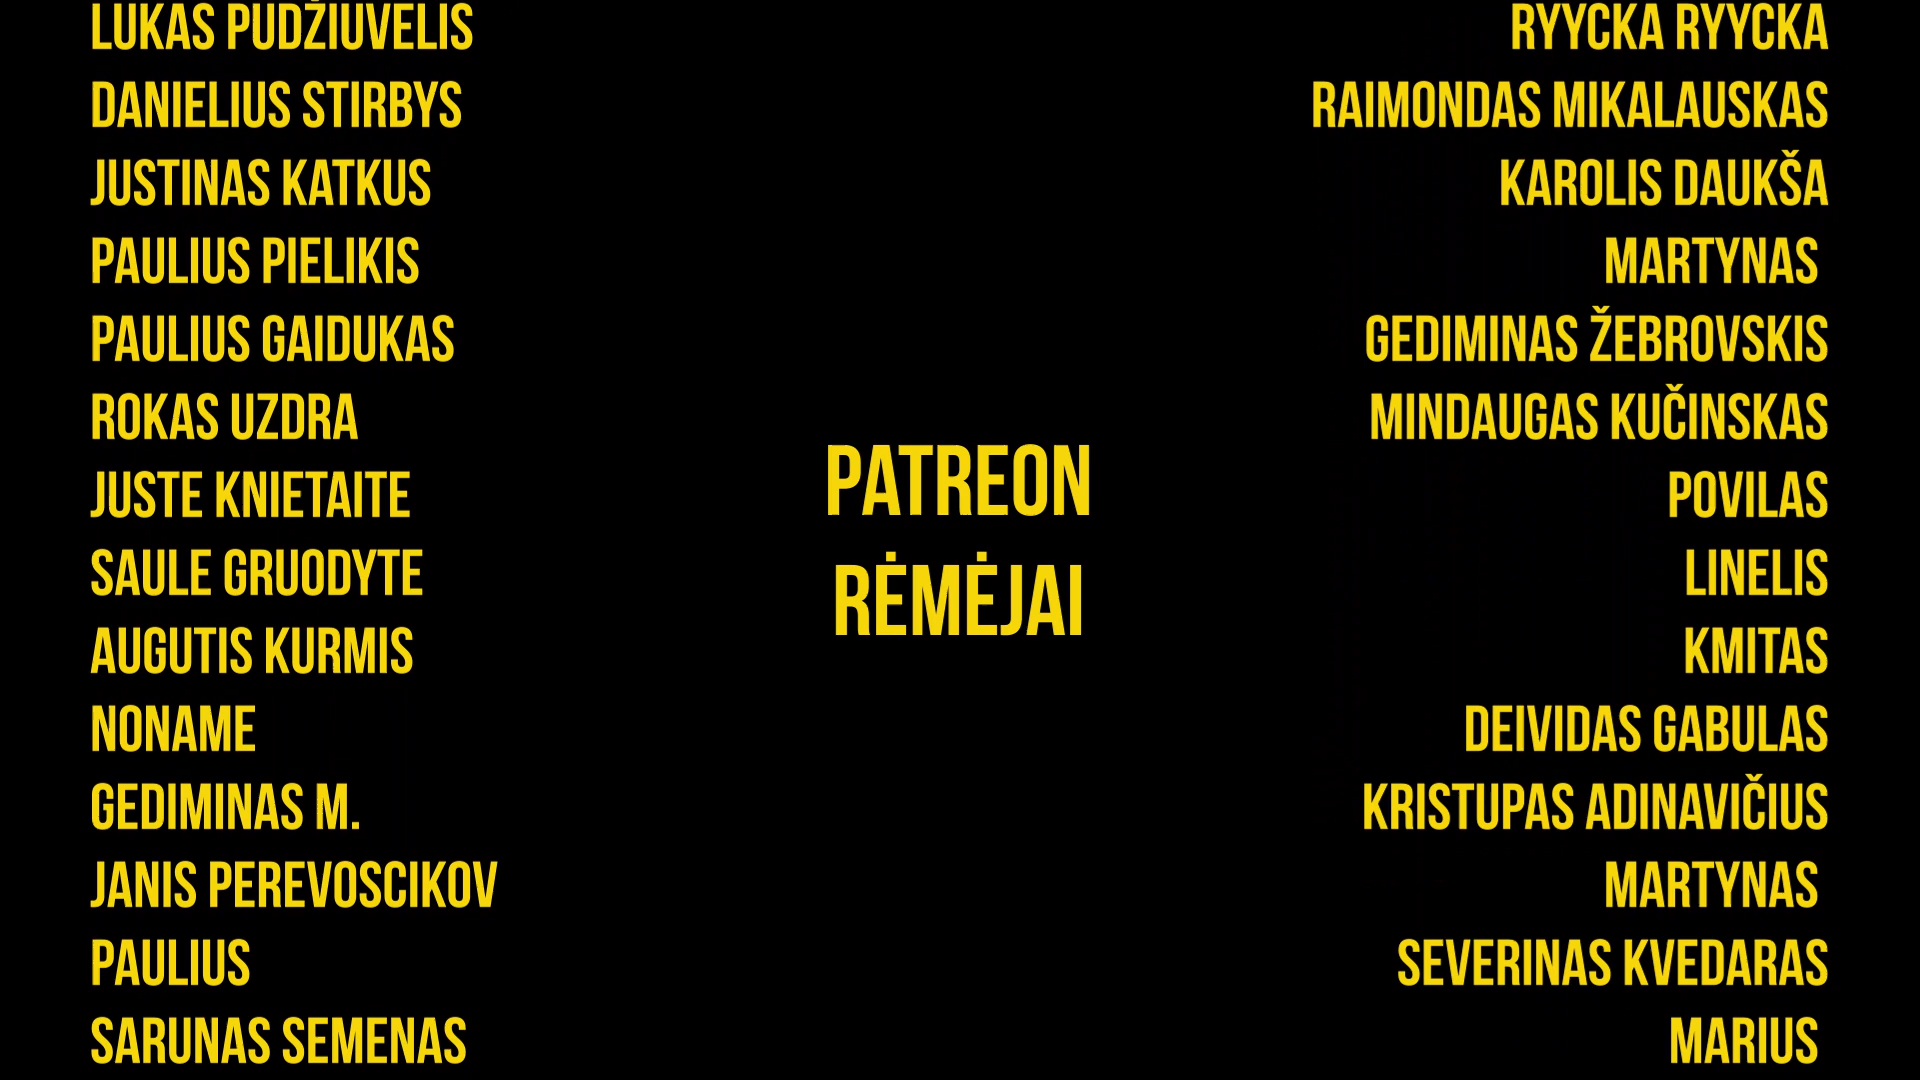 LUKAS PUDŽIUVELIS
DANIELIUS STIRBYS
JUSTINAS KATKUS
PAULIUS PIELIKIS
PAULIUS GAIDUKAS
ROKAS UZDRA
JUSTE KNIETAITE
SAULE GRUODYTE
AUGUTIS KURMIS
NONAME
GEDIMINAS M.
JANIS PEREVOSCIKOV
PAULIUS
SARUNAS SEMENAS
PATREON
RĖMĖJAI
RYYCKA RYYCKA
RAIMONDAS MIKALAUSKAS
KAROLIS DAUKŠA
MARTYNAS
GEDIMINAS ŽEBROVSKIS
MINDAUGAS KUČINSKAS
POVILAS
LINELIS
KMITAS
DEIVIDAS GABULAS
KRISTUPAS ADINAVIČIUS
MARTYNAS
SEVERINAS KVEDARAS
MARIUS